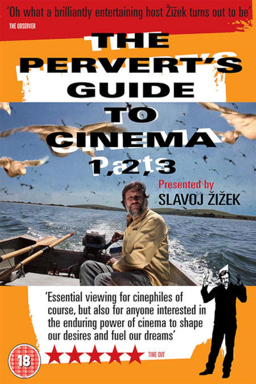 'Oh what a brilliantly entertaining host Žižek turns out to be'
THE OBSERVER
THE
PERVERT'S
GUIDE
TO
CINEMA
Parts
1,2,3
Presented by
SLAVOJ ŽIŽEK
'Essential viewing for cinephiles of
course, but also for anyone interested in
the enduring power of cinema to shape
our desires and fuel our dreams'
18
TIME OUT